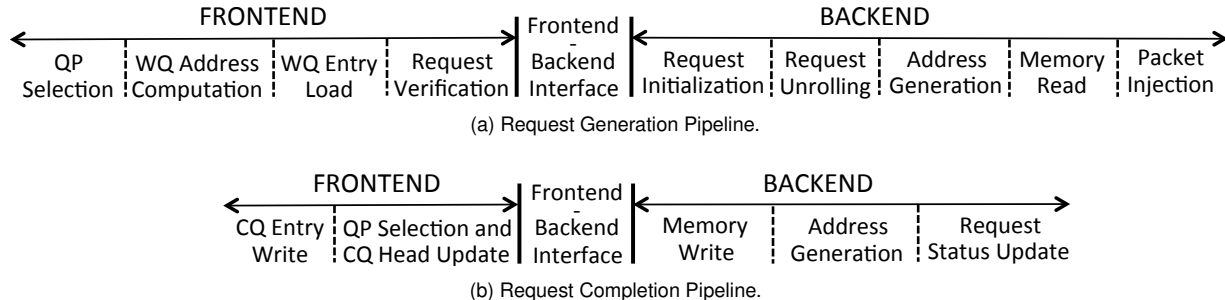 FRONTEND
Frontend
-
Backend
Interface
BACKEND
QP
Selection
WQ Address
Computation
WQ Entry
Load
Request
Verification
Request
Initialization
Request
Unrolling
Address
Generation
Memory
Read
Packet
Injection
(a) Request Generation Pipeline.
FRONTEND
Frontend
-
Backend
Interface
BACKEND
CQ Entry
Write
QP Selection and
CQ Head Update
Memory
Write
Address
Generation
Request
Status Update
(b) Request Completion Pipeline.